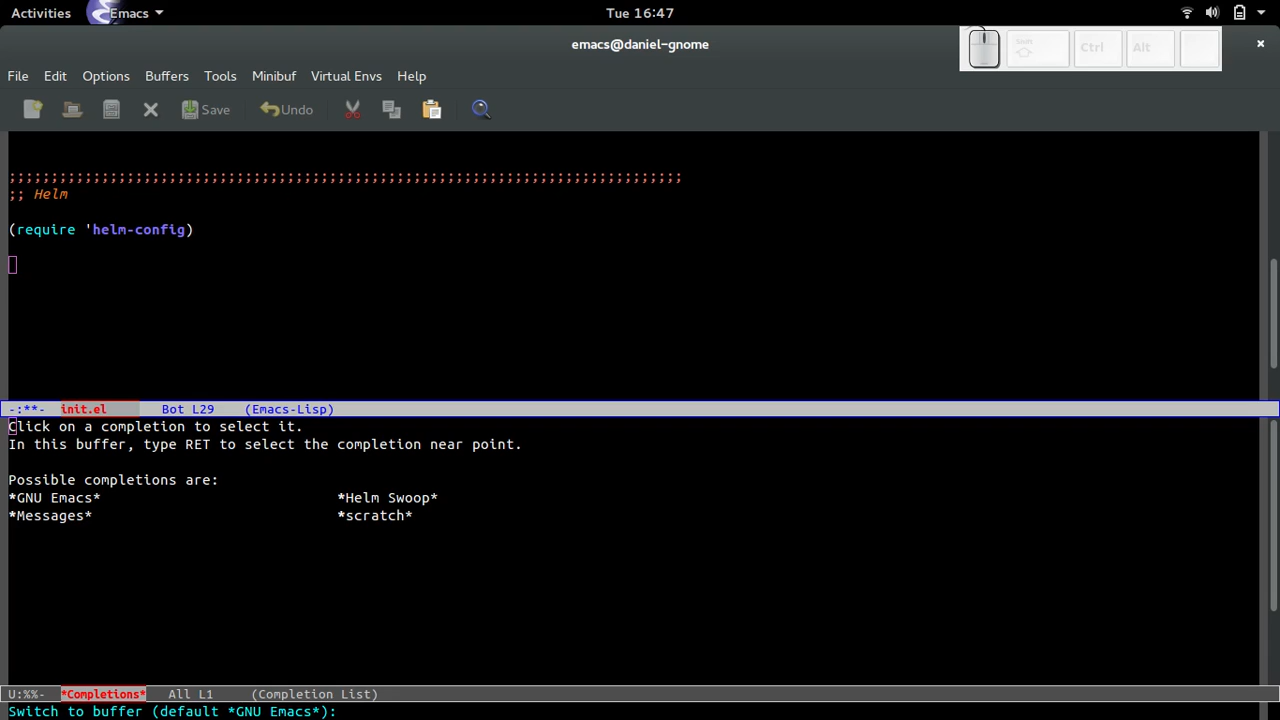 Activities Emacs Tue 16:47
emacs@daniel-gnome
Shift Ctrl Alt
File Edit Options Buffers Tools Minibuf Virtual Envs Help
Save Undo
;;;;;;;;;;;;;;;;;;;;;;;;;;;;;;;;;;;;;;;;;;;;;;;;;;;;;;;;;;;;;;;;;;;;;;;;;;;;;;;;
;; Helm
(require 'helm-config)
-:**- init.el Bot L29 (Emacs-Lisp)
Click on a completion to select it.
In this buffer, type RET to select the completion near point.
Possible completions are:
*GNU Emacs* *Helm Swoop*
*Messages* *scratch*
U:%%- *Completions* All L1 (Completion List)
Switch to buffer (default *GNU Emacs*):